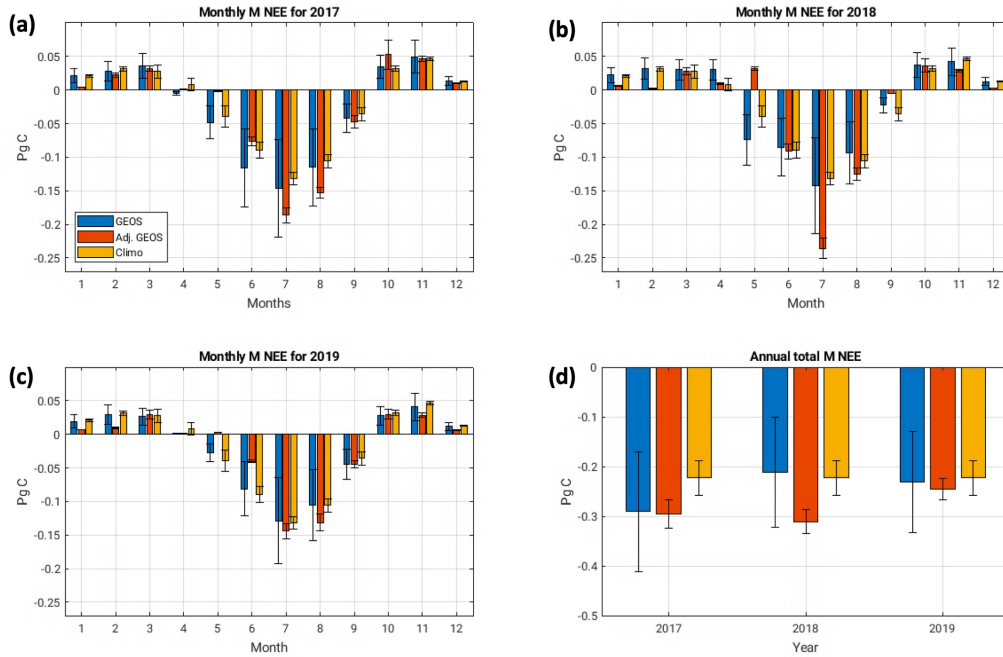 (a)
Monthly M NEE for 2017
0.05
0
-0.05
-0.1
-0.15
-0.2
-0.25
Pg C
GEOS
Adj. GEOS
Climo
1 2 3 4 5 6 7 8 9 10 11 12
Months
(b)
Monthly M NEE for 2018
0.05
0
-0.05
-0.1
-0.15
-0.2
-0.25
Pg C
1 2 3 4 5 6 7 8 9 10 11 12
Month
(c)
Monthly M NEE for 2019
0.05
0
-0.05
-0.1
-0.15
-0.2
-0.25
Pg C
1 2 3 4 5 6 7 8 9 10 11 12
Month
(d)
Annual total M NEE
0
-0.1
-0.2
-0.3
-0.4
-0.5
Pg C
2017 2018 2019
Year